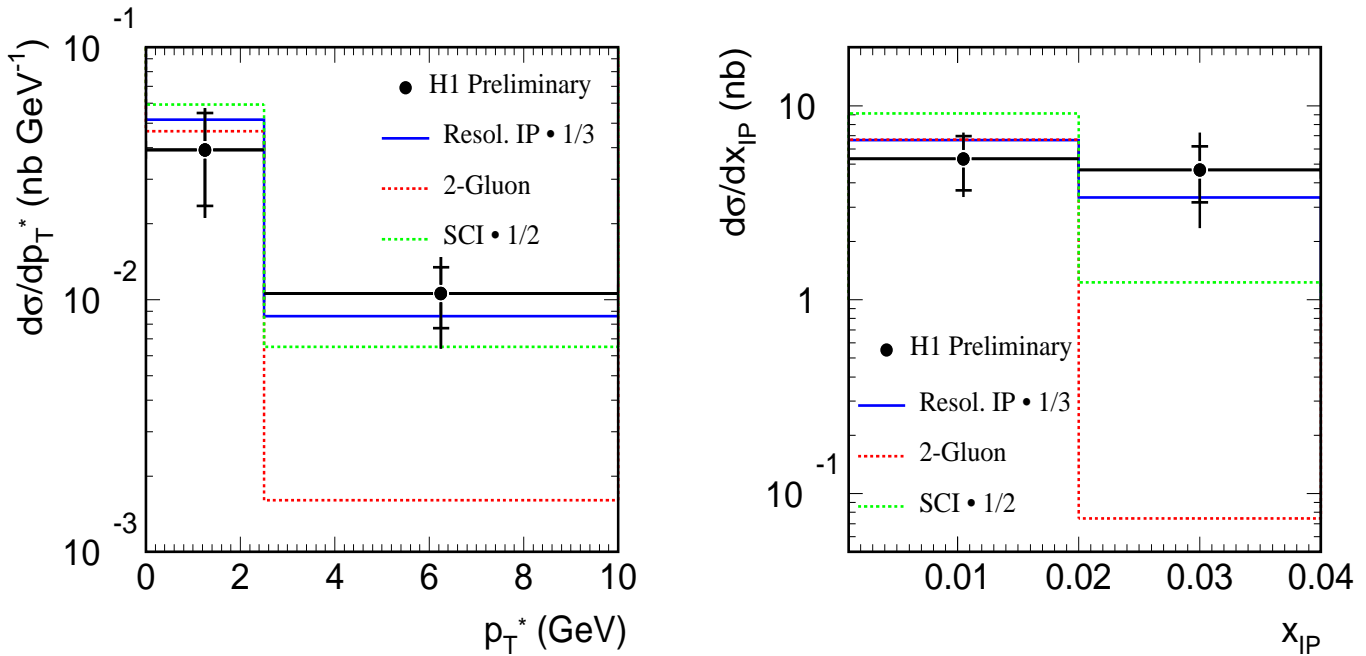 dσ/dp_T^* (nb GeV^-1)
10^-1
10^-2
10^-3
H1 Preliminary
Resol. IP • 1/3
2-Gluon
SCI • 1/2
0 2 4 6 8 10
p_T^* (GeV)
dσ/dx_IP (nb)
10
1
10^-1
H1 Preliminary
Resol. IP • 1/3
2-Gluon
SCI • 1/2
0.01 0.02 0.03 0.04
x_IP